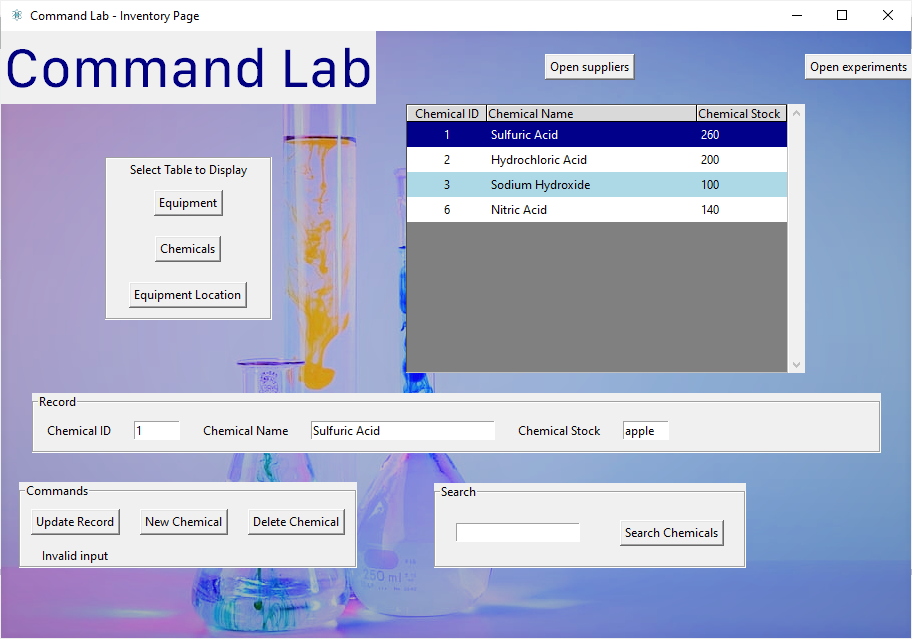 Command Lab - Inventory Page
Command Lab
Open suppliers
Open experiments
Chemical ID Chemical Name Chemical Stock
1 Sulfuric Acid 260
2 Hydrochloric Acid 200
3 Sodium Hydroxide 100
6 Nitric Acid 140
Select Table to Display
Equipment
Chemicals
Equipment Location
Record
Chemical ID 1 Chemical Name Sulfuric Acid Chemical Stock apple
Commands
Update Record New Chemical Delete Chemical
Invalid input
Search
Search Chemicals
250 ml